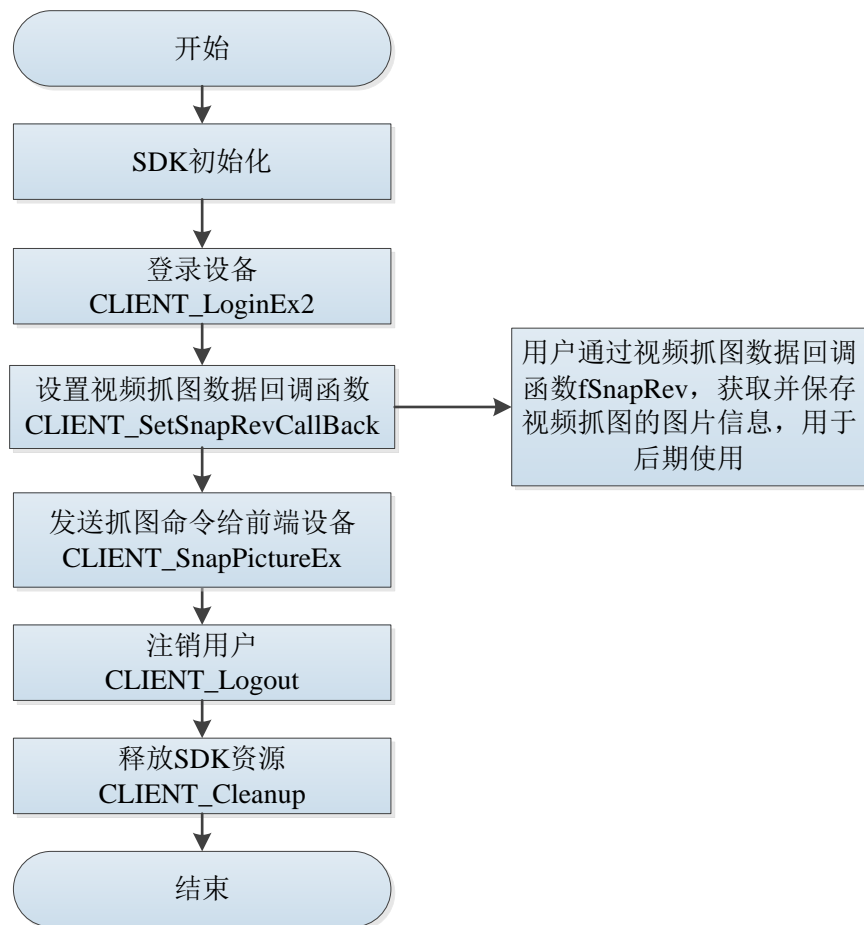 开始
SDK初始化
登录设备
CLIENT_LoginEx2
设置视频抓图数据回调函数
CLIENT_SetSnapRevCallBack
用户通过视频抓图数据回调
函数fSnapRev，获取并保存
视频抓图的图片信息，用于
后期使用
发送抓图命令给前端设备
CLIENT_SnapPictureEx
注销用户
CLIENT_Logout
释放SDK资源
CLIENT_Cleanup
结束